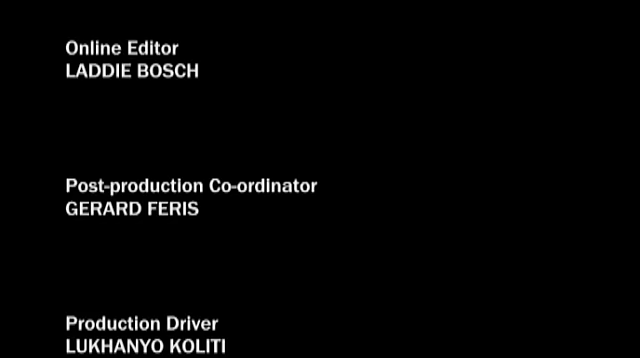 Online Editor
LADDIE BOSCH
Post-production Co-ordinator
GERARD FERIS
Production Driver
LUKHANYO KOLITI